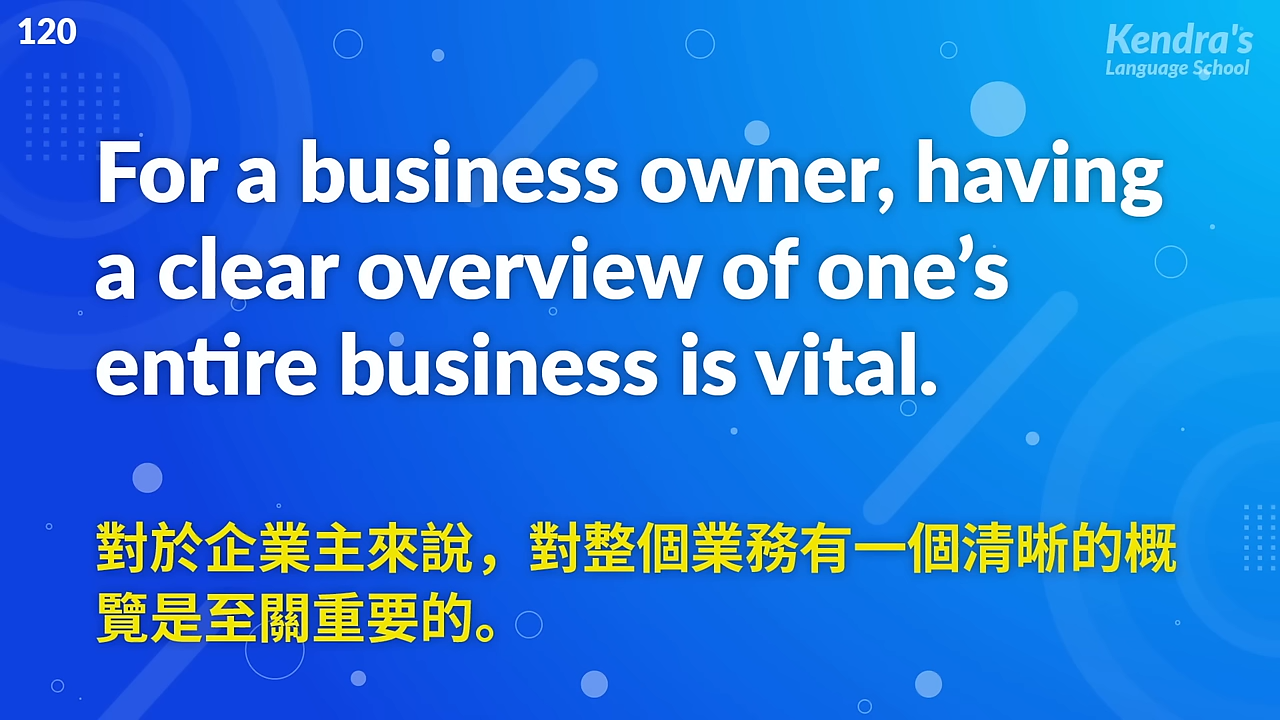 120
Kendra's
Language School
For a business owner, having
a clear overview of one’s
entire business is vital.
對於企業主來說，對整個業務有一個清晰的概
覽是至關重要的。